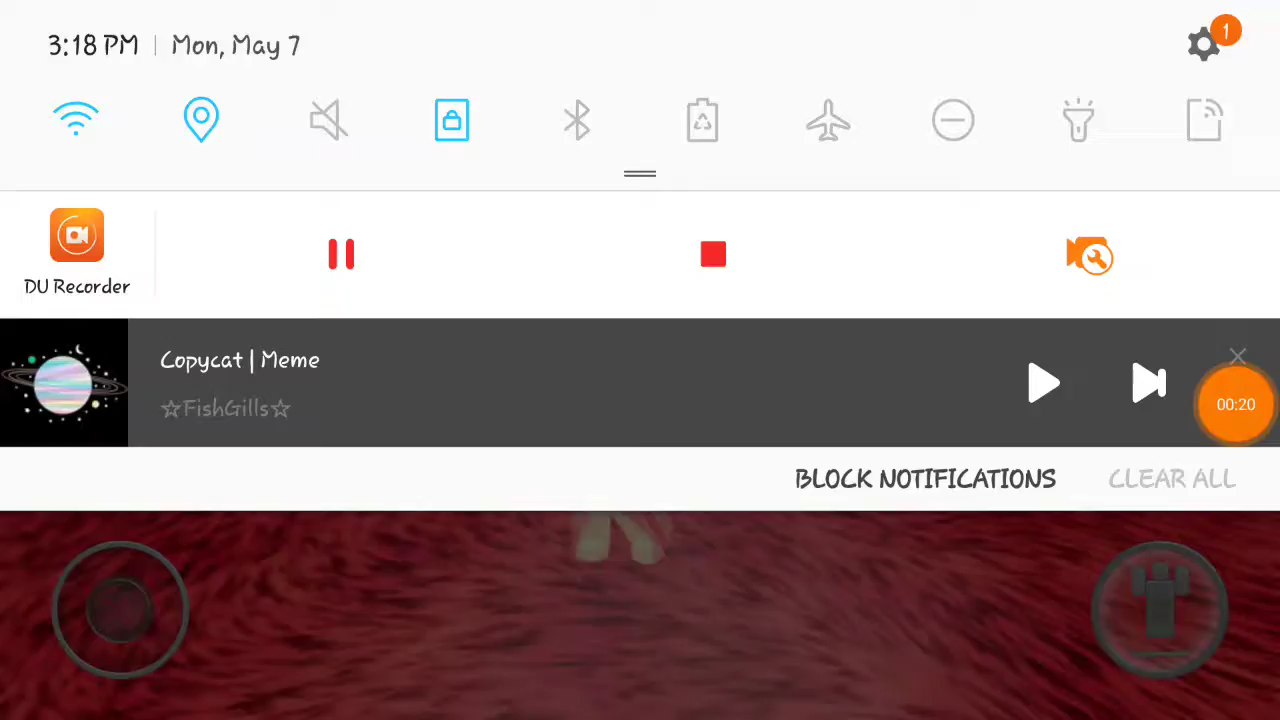 3:18 PM | Mon, May 7
1
DU Recorder
Copycat | Meme
☆FishGills☆
00:20
BLOCK NOTIFICATIONS CLEAR ALL